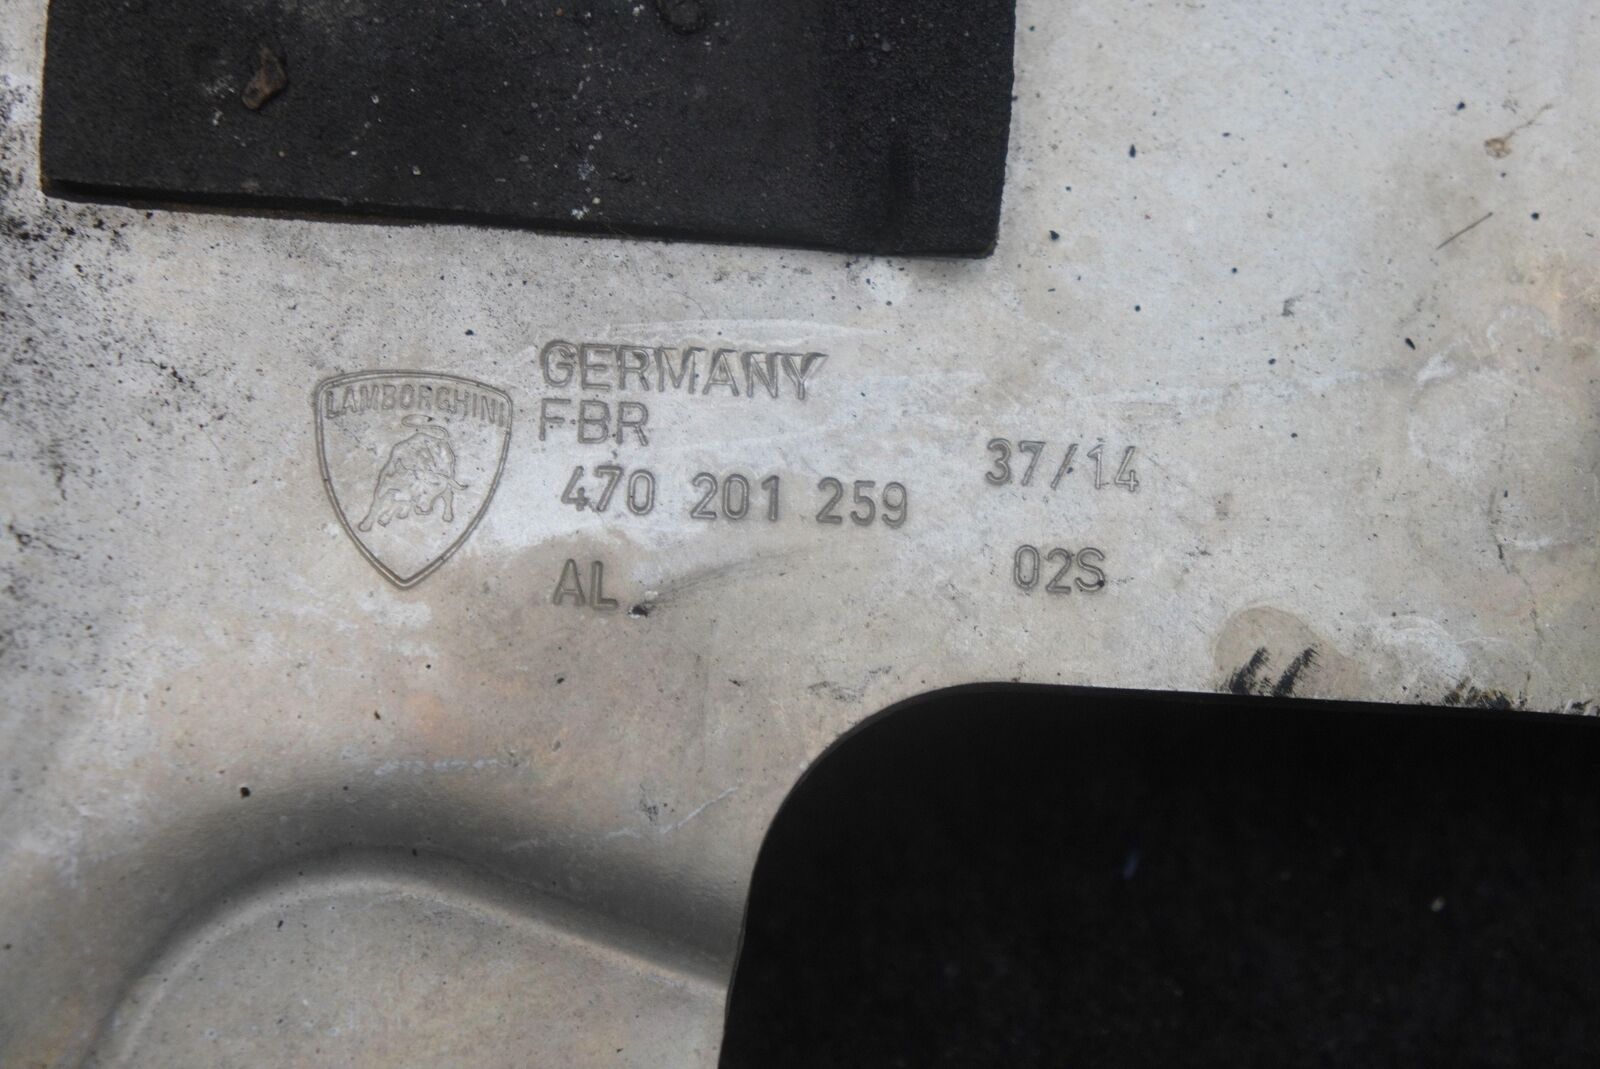 LAMBORGHINI
GERMANY
FBR
470 201 259
37/14
AL
02S